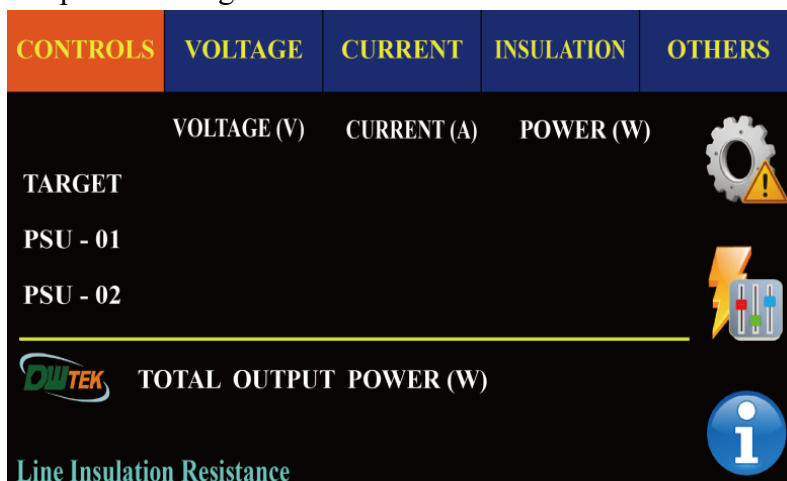 CONTROLS VOLTAGE CURRENT INSULATION OTHERS
VOLTAGE (V) CURRENT (A) POWER (W)
TARGET
PSU - 01
PSU - 02
DWTEK TOTAL OUTPUT POWER (W)
Line Insulation Resistance